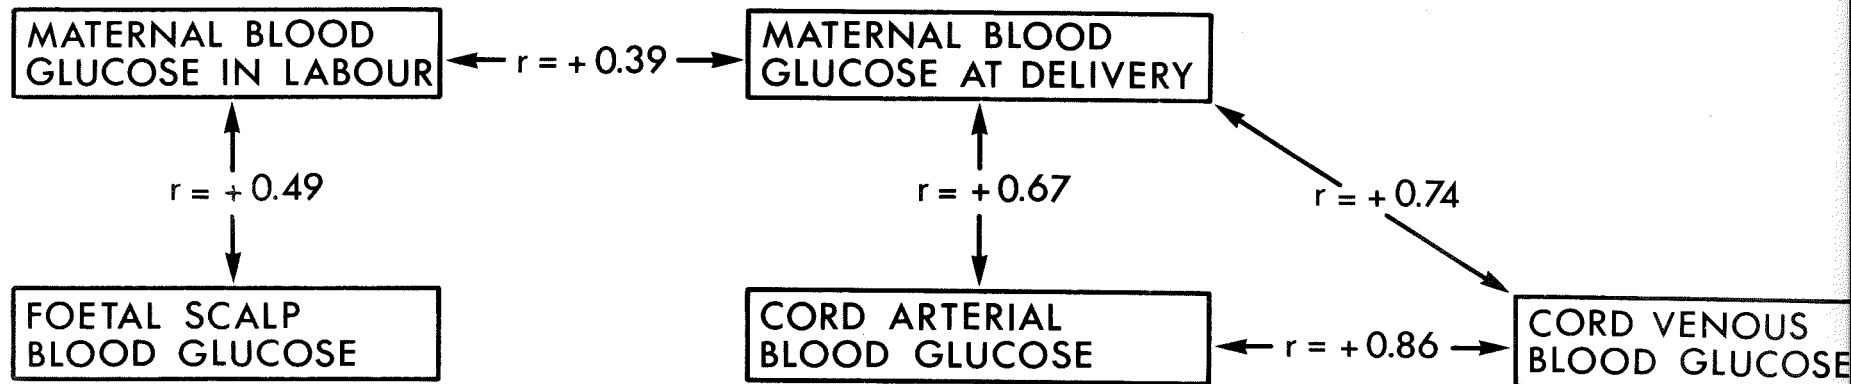 MATERNAL BLOOD
GLUCOSE IN LABOUR
r = + 0.39
MATERNAL BLOOD
GLUCOSE AT DELIVERY
r = + 0.49
r = + 0.67
r = + 0.74
FOETAL SCALP
BLOOD GLUCOSE
CORD ARTERIAL
BLOOD GLUCOSE
r = + 0.86
CORD VENOUS
BLOOD GLUCOSE